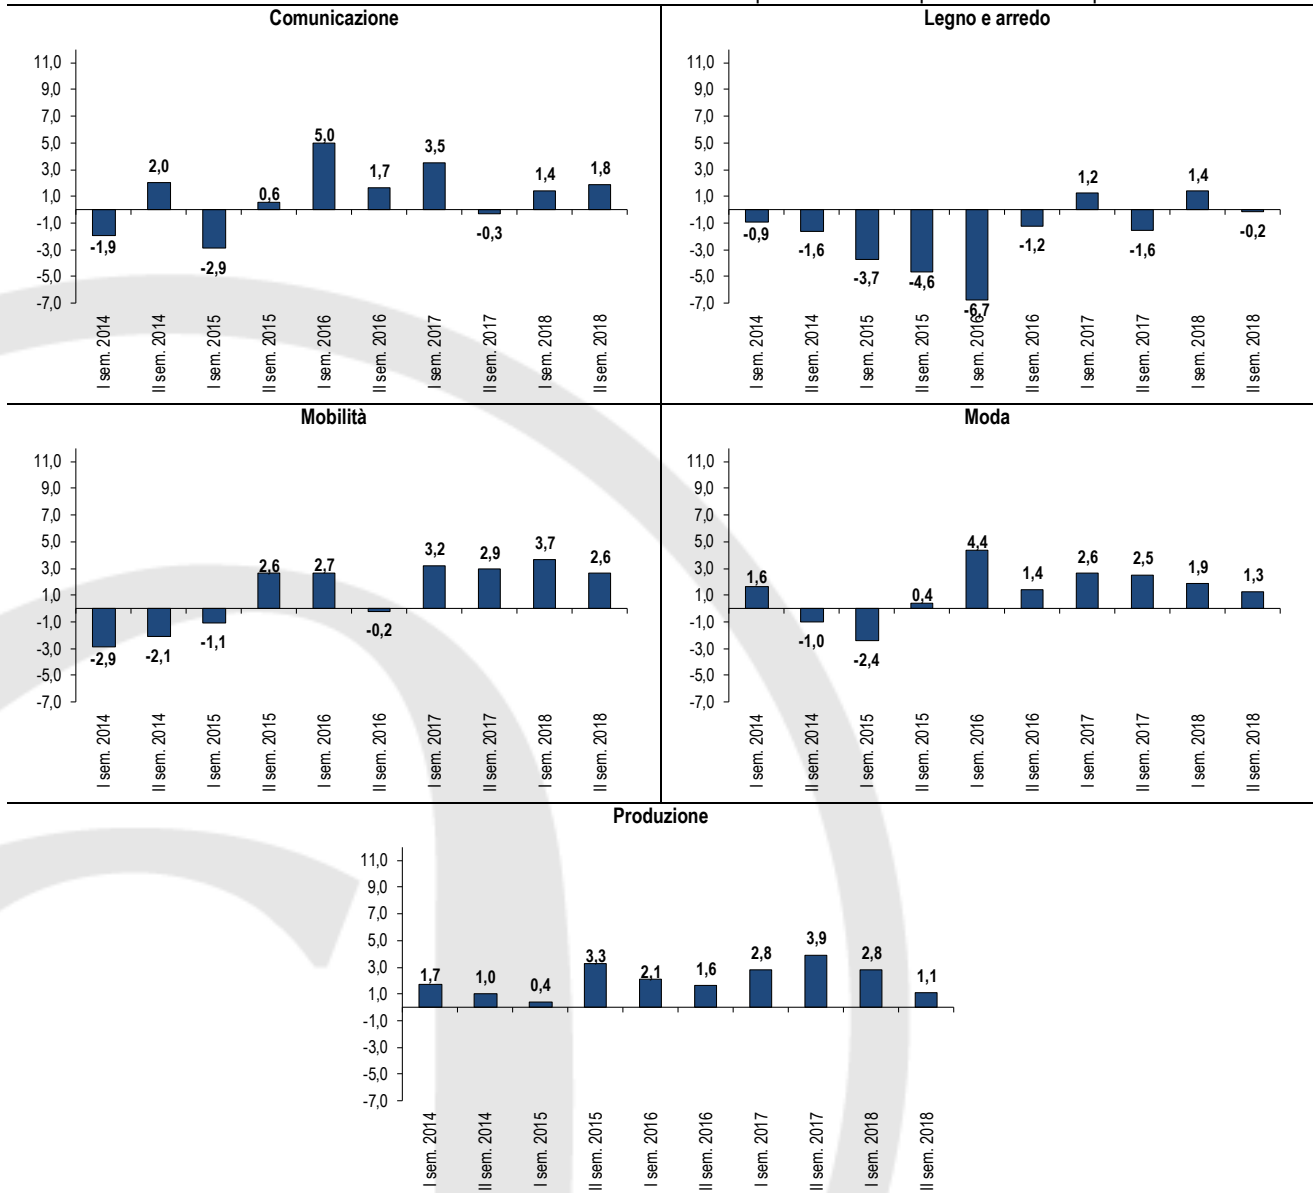 Comunicazione
11,0
9,0
7,0
5,0
3,0
1,0
-1,0
-3,0
-5,0
-7,0
-1,9
2,0
-2,9
0,6
5,0
1,7
3,5
-0,3
1,4
1,8
I sem. 2014
II sem. 2014
I sem. 2015
II sem. 2015
I sem. 2016
II sem. 2016
I sem. 2017
II sem. 2017
I sem. 2018
II sem. 2018
Legno e arredo
11,0
9,0
7,0
5,0
3,0
1,0
-1,0
-3,0
-5,0
-7,0
-0,9
-1,6
-3,7
-4,6
-6,7
-1,2
1,2
-1,6
1,4
-0,2
I sem. 2014
II sem. 2014
I sem. 2015
II sem. 2015
I sem. 2016
II sem. 2016
I sem. 2017
II sem. 2017
I sem. 2018
II sem. 2018
Mobilità
11,0
9,0
7,0
5,0
3,0
1,0
-1,0
-3,0
-5,0
-7,0
-2,9
-2,1
-1,1
2,6
2,7
-0,2
3,2
2,9
3,7
2,6
I sem. 2014
II sem. 2014
I sem. 2015
II sem. 2015
I sem. 2016
II sem. 2016
I sem. 2017
II sem. 2017
I sem. 2018
II sem. 2018
Moda
11,0
9,0
7,0
5,0
3,0
1,0
-1,0
-3,0
-5,0
-7,0
1,6
-1,0
-2,4
0,4
4,4
1,4
2,6
2,5
1,9
1,3
I sem. 2014
II sem. 2014
I sem. 2015
II sem. 2015
I sem. 2016
II sem. 2016
I sem. 2017
II sem. 2017
I sem. 2018
II sem. 2018
Produzione
11,0
9,0
7,0
5,0
3,0
1,0
-1,0
-3,0
-5,0
-7,0
1,7
1,0
0,4
3,3
2,1
1,6
2,8
3,9
2,8
1,1
I sem. 2014
II sem. 2014
I sem. 2015
II sem. 2015
I sem. 2016
II sem. 2016
I sem. 2017
II sem. 2017
I sem. 2018
II sem. 2018